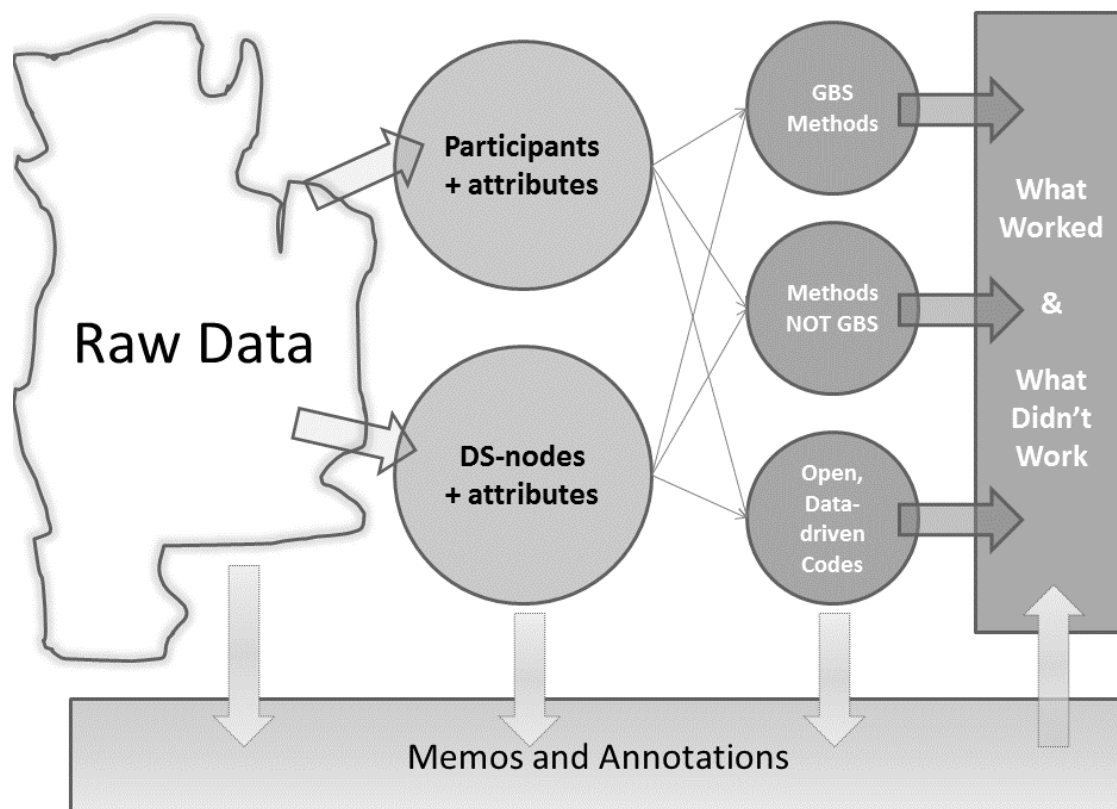 Raw Data
Participants
+ attributes
DS-nodes
+ attributes
GBS
Methods
Methods
NOT GBS
Open,
Data-
driven
Codes
What
Worked
&
What
Didn’t
Work
Memos and Annotations